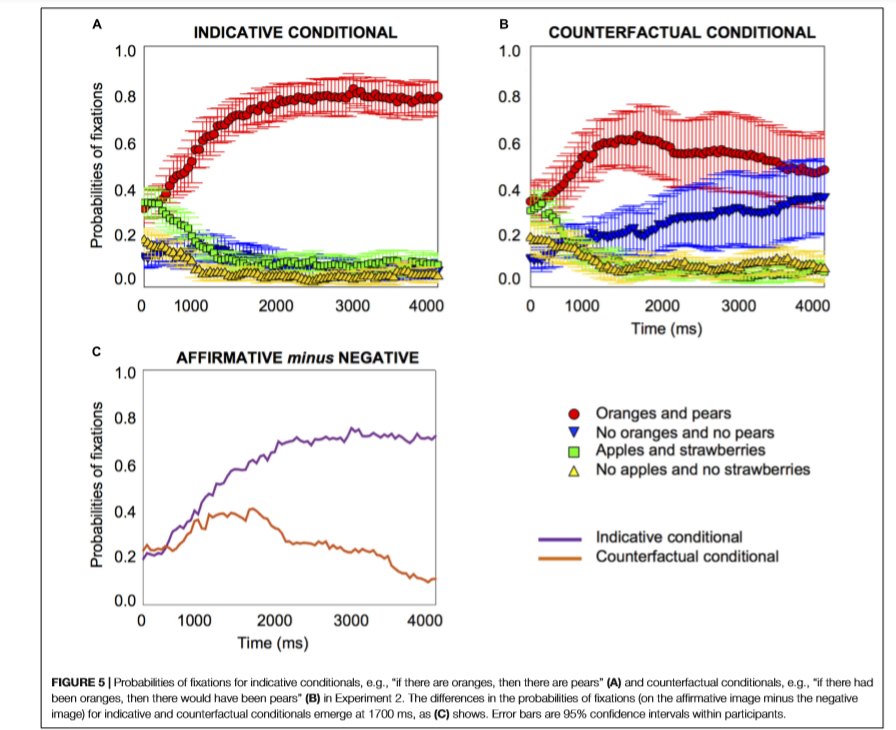 A
INDICATIVE CONDITIONAL
Probabilities of fixations
1.0
0.8
0.6
0.4
0.2
0.0
0 1000 2000 3000 4000
B
COUNTERFACTUAL CONDITIONAL
1.0
0.8
0.6
0.4
0.2
0.0
0 1000 2000 3000 4000
Time (ms)
C
AFFIRMATIVE minus NEGATIVE
Probabilities of fixations
1.0
0.8
0.6
0.4
0.2
0.0
0 1000 2000 3000 4000
Time (ms)
Oranges and pears
No oranges and no pears
Apples and strawberries
No apples and no strawberries
Indicative conditional
Counterfactual conditional
FIGURE 5 | Probabilities of fixations for indicative conditionals, e.g., “if there are oranges, then there are pears” (A) and counterfactual conditionals, e.g., “if there had
been oranges, then there would have been pears” (B) in Experiment 2. The differences in the probabilities of fixations (on the affirmative image minus the negative
image) for indicative and counterfactual conditionals emerge at 1700 ms, as (C) shows. Error bars are 95% confidence intervals within participants.